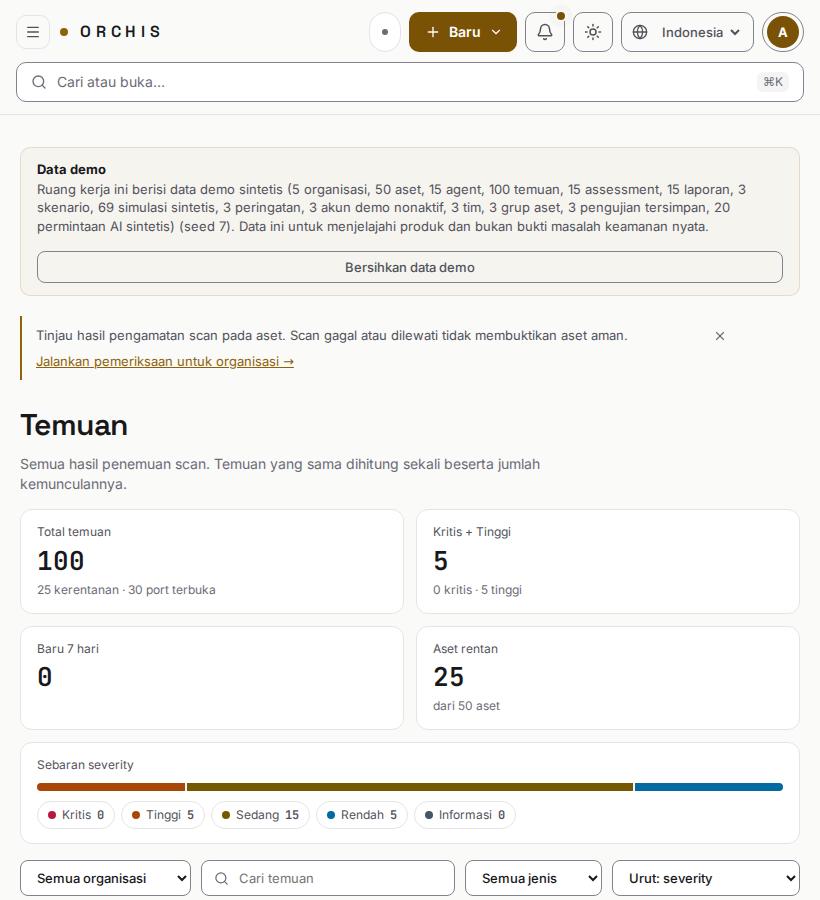 ORCHIS
Baru
Indonesia
A
Cari atau buka...
⌘K
Data demo
Ruang kerja ini berisi data demo sintetis (5 organisasi, 50 aset, 15 agent, 100 temuan, 15 assessment, 15 laporan, 3
skenario, 69 simulasi sintetis, 3 peringatan, 3 akun demo nonaktif, 3 tim, 3 grup aset, 3 pengujian tersimpan, 20
permintaan AI sintetis) (seed 7). Data ini untuk menjelajahi produk dan bukan bukti masalah keamanan nyata.
Bersihkan data demo
Tinjau hasil pengamatan scan pada aset. Scan gagal atau dilewati tidak membuktikan aset aman.
Jalankan pemeriksaan untuk organisasi →
Temuan
Semua hasil penemuan scan. Temuan yang sama dihitung sekali beserta jumlah
kemunculannya.
Total temuan
100
25 kerentanan · 30 port terbuka
Kritis + Tinggi
5
0 kritis · 5 tinggi
Baru 7 hari
0
Aset rentan
25
dari 50 aset
Sebaran severity
Kritis 0
Tinggi 5
Sedang 15
Rendah 5
Informasi 0
Semua organisasi
Cari temuan
Semua jenis
Urut: severity